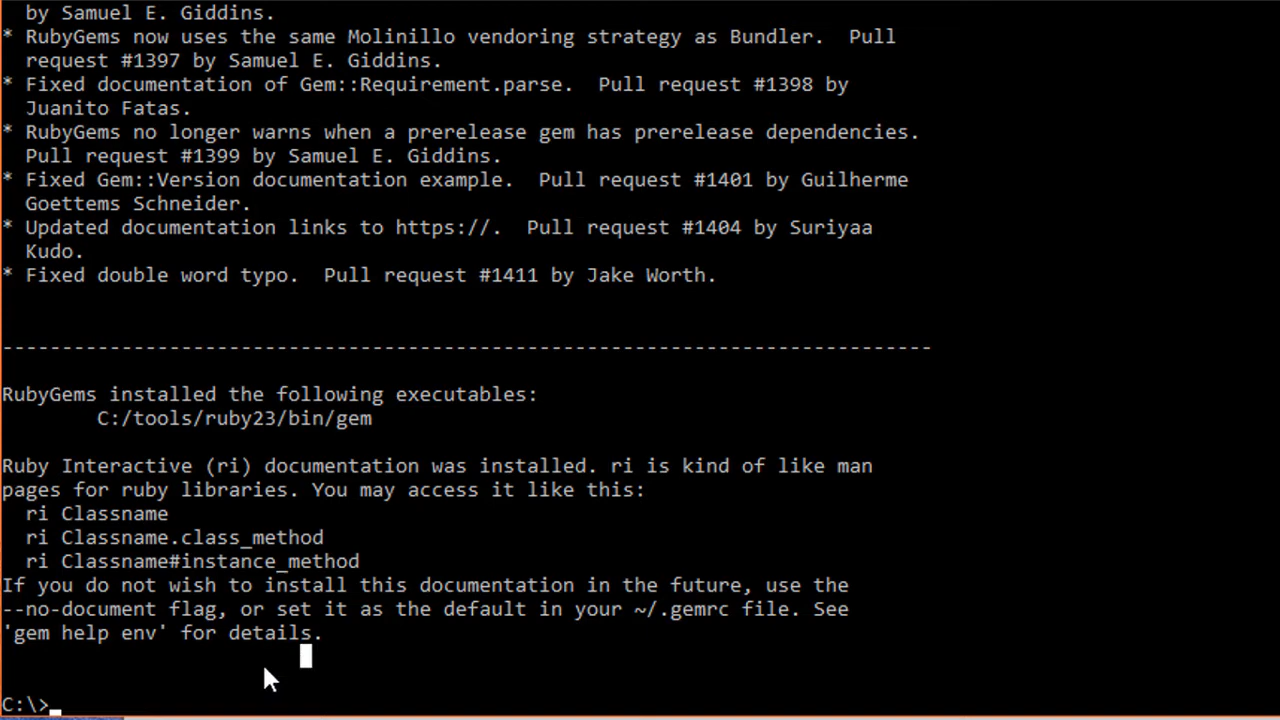 by Samuel E. Giddins.
* RubyGems now uses the same Molinillo vendoring strategy as Bundler.  Pull
request #1397 by Samuel E. Giddins.
* Fixed documentation of Gem::Requirement.parse.  Pull request #1398 by
Juanito Fatas.
* RubyGems no longer warns when a prerelease gem has prerelease dependencies.
Pull request #1399 by Samuel E. Giddins.
* Fixed Gem::Version documentation example.  Pull request #1401 by Guilherme
Goettems Schneider.
* Updated documentation links to https://.  Pull request #1404 by Suriyaa
Kudo.
* Fixed double word typo.  Pull request #1411 by Jake Worth.
------------------------------------------------------------------------------
RubyGems installed the following executables:
C:/tools/ruby23/bin/gem
Ruby Interactive (ri) documentation was installed. ri is kind of like man
pages for ruby libraries. You may access it like this:
ri Classname
ri Classname.class_method
ri Classname#instance_method
If you do not wish to install this documentation in the future, use the
--no-document flag, or set it as the default in your ~/.gemrc file. See
'gem help env' for details.
C:\>